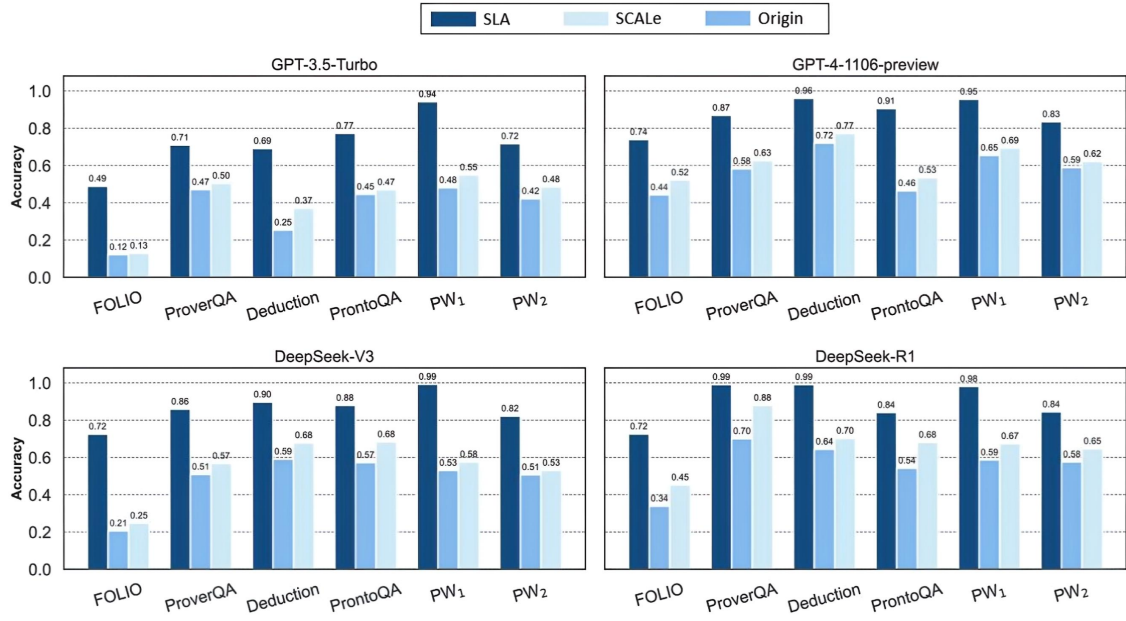 SLA SCALe Origin
GPT-3.5-Turbo
Accuracy
1.0
0.8
0.6
0.4
0.2
0.0
0.49 0.12 0.13
0.71 0.47 0.50
0.69 0.25 0.37
0.77 0.45 0.47
0.94 0.48 0.55
0.72 0.42 0.48
FOLIO ProverQA Deduction ProntoQA PW₁ PW₂
GPT-4-1106-preview
0.74 0.44 0.52
0.87 0.58 0.63
0.96 0.72 0.77
0.91 0.46 0.53
0.95 0.65 0.69
0.83 0.59 0.62
FOLIO ProverQA Deduction ProntoQA PW₁ PW₂
DeepSeek-V3
Accuracy
1.0
0.8
0.6
0.4
0.2
0.0
0.72 0.21 0.25
0.86 0.51 0.57
0.90 0.59 0.68
0.88 0.57 0.68
0.99 0.53 0.58
0.82 0.51 0.53
FOLIO ProverQA Deduction ProntoQA PW₁ PW₂
DeepSeek-R1
0.72 0.34 0.45
0.99 0.70 0.88
0.99 0.64 0.70
0.84 0.54 0.68
0.98 0.59 0.67
0.84 0.58 0.65
FOLIO ProverQA Deduction ProntoQA PW₁ PW₂